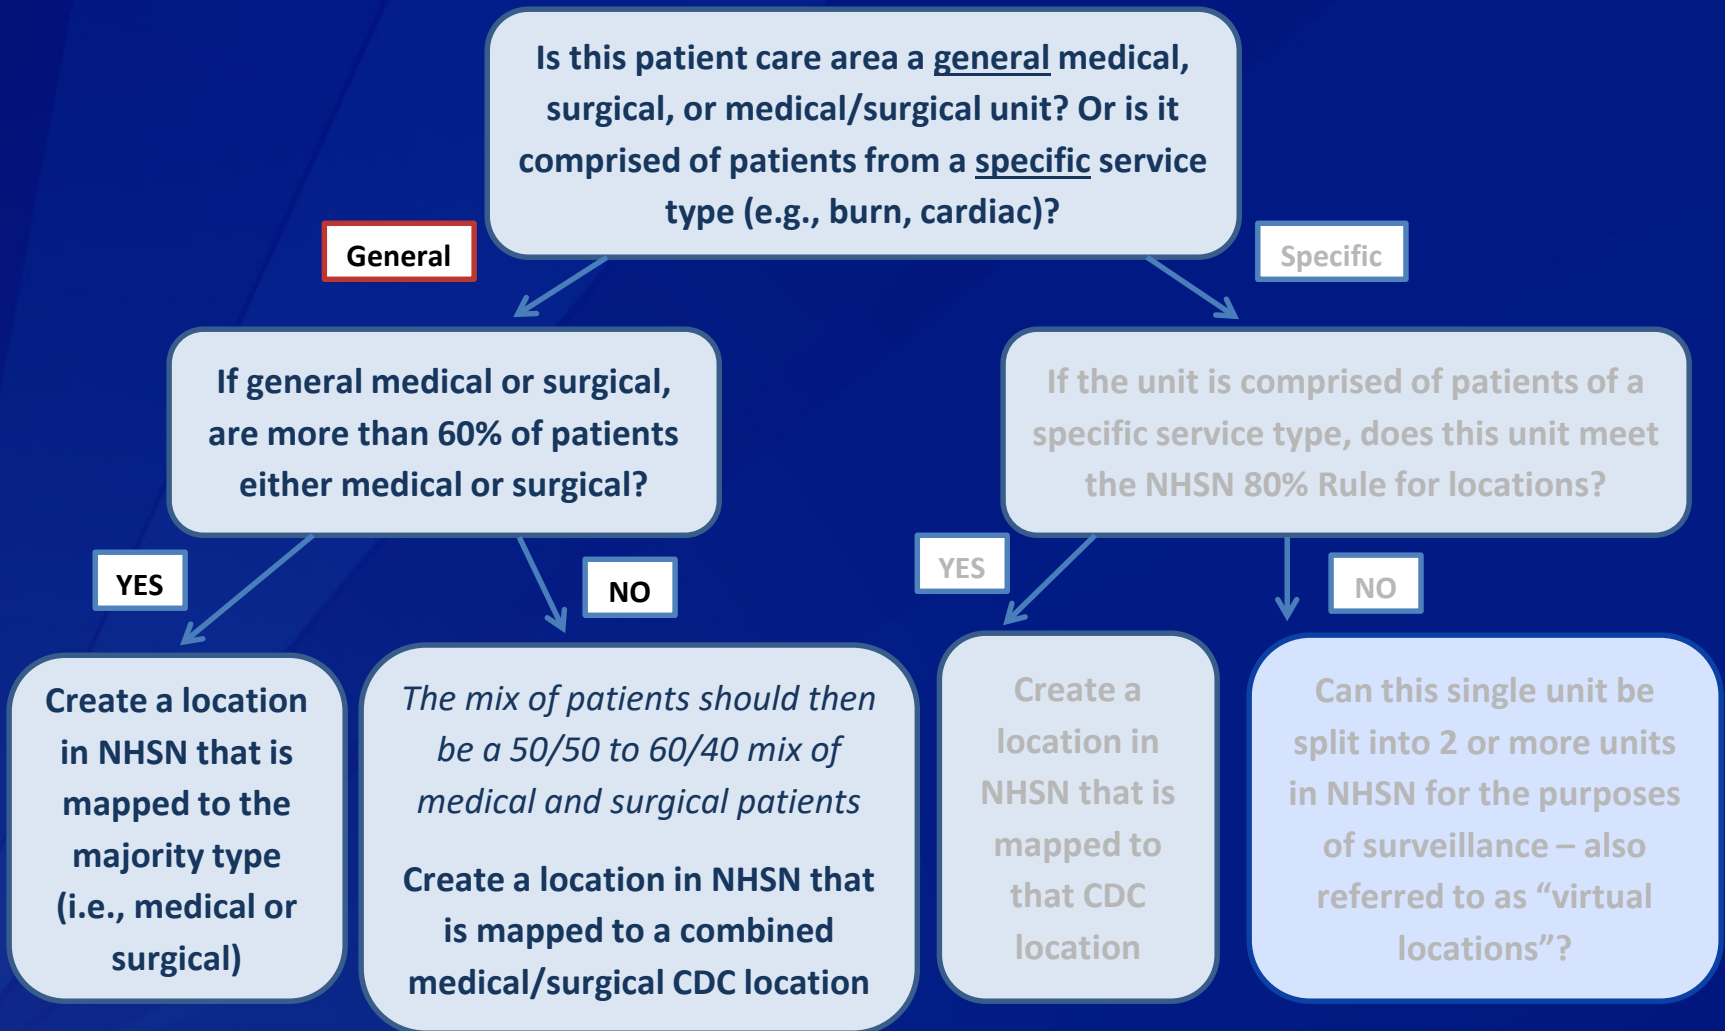 Is this patient care area a general medical,
surgical, or medical/surgical unit? Or is it
comprised of patients from a specific service
type (e.g., burn, cardiac)?
General
Specific
If general medical or surgical,
are more than 60% of patients
either medical or surgical?
If the unit is comprised of patients of a
specific service type, does this unit meet
the NHSN 80% Rule for locations?
YES
NO
YES
NO
Create a location
in NHSN that is
mapped to the
majority type
(i.e., medical or
surgical)
The mix of patients should then
be a 50/50 to 60/40 mix of
medical and surgical patients
Create a location in NHSN that
is mapped to a combined
medical/surgical CDC location
Create a
location in
NHSN that is
mapped to
that CDC
location
Can this single unit be
split into 2 or more units
in NHSN for the purposes
of surveillance – also
referred to as “virtual
locations”?